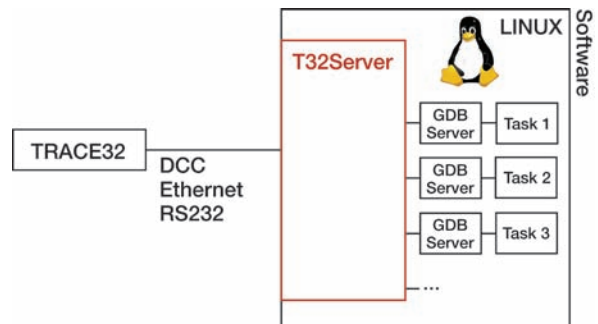 LINUX
Software
T32Server
TRACE32
DCC
Ethernet
RS232
GDB
Server
Task 1
GDB
Server
Task 2
GDB
Server
Task 3
...